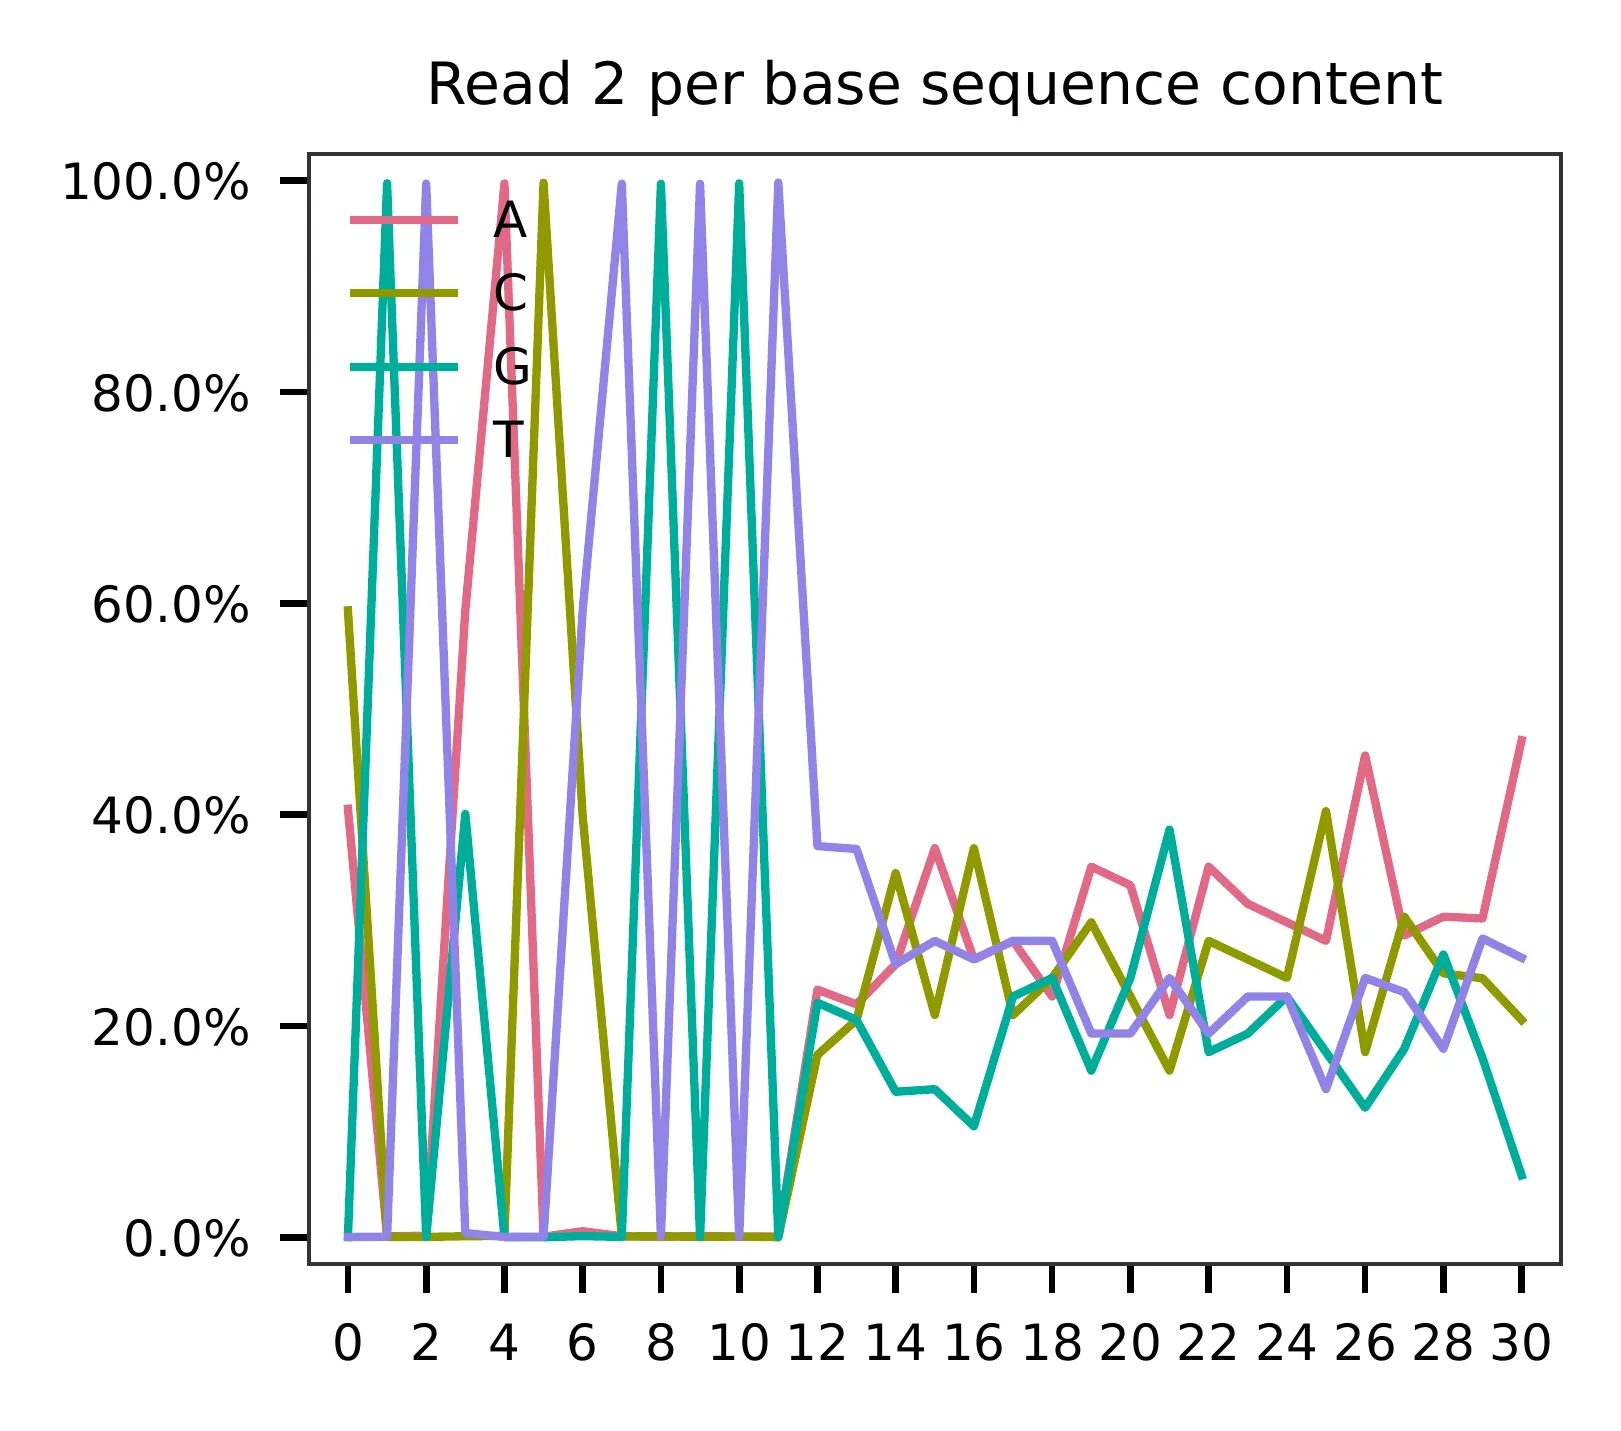 Read 2 per base sequence content
100.0%
80.0%
60.0%
40.0%
20.0%
0.0%
A
C
G
T
0 2 4 6 8 10 12 14 16 18 20 22 24 26 28 30